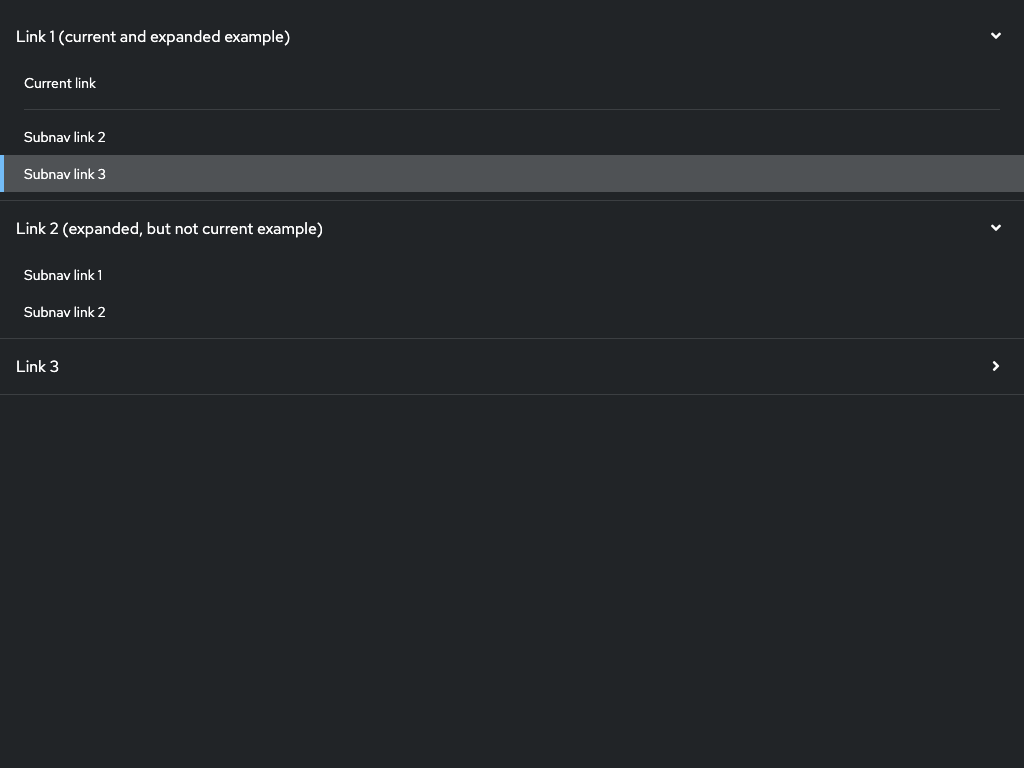 Link 1 (current and expanded example)
Current link
Subnav link 2
Subnav link 3
Link 2 (expanded, but not current example)
Subnav link 1
Subnav link 2
Link 3